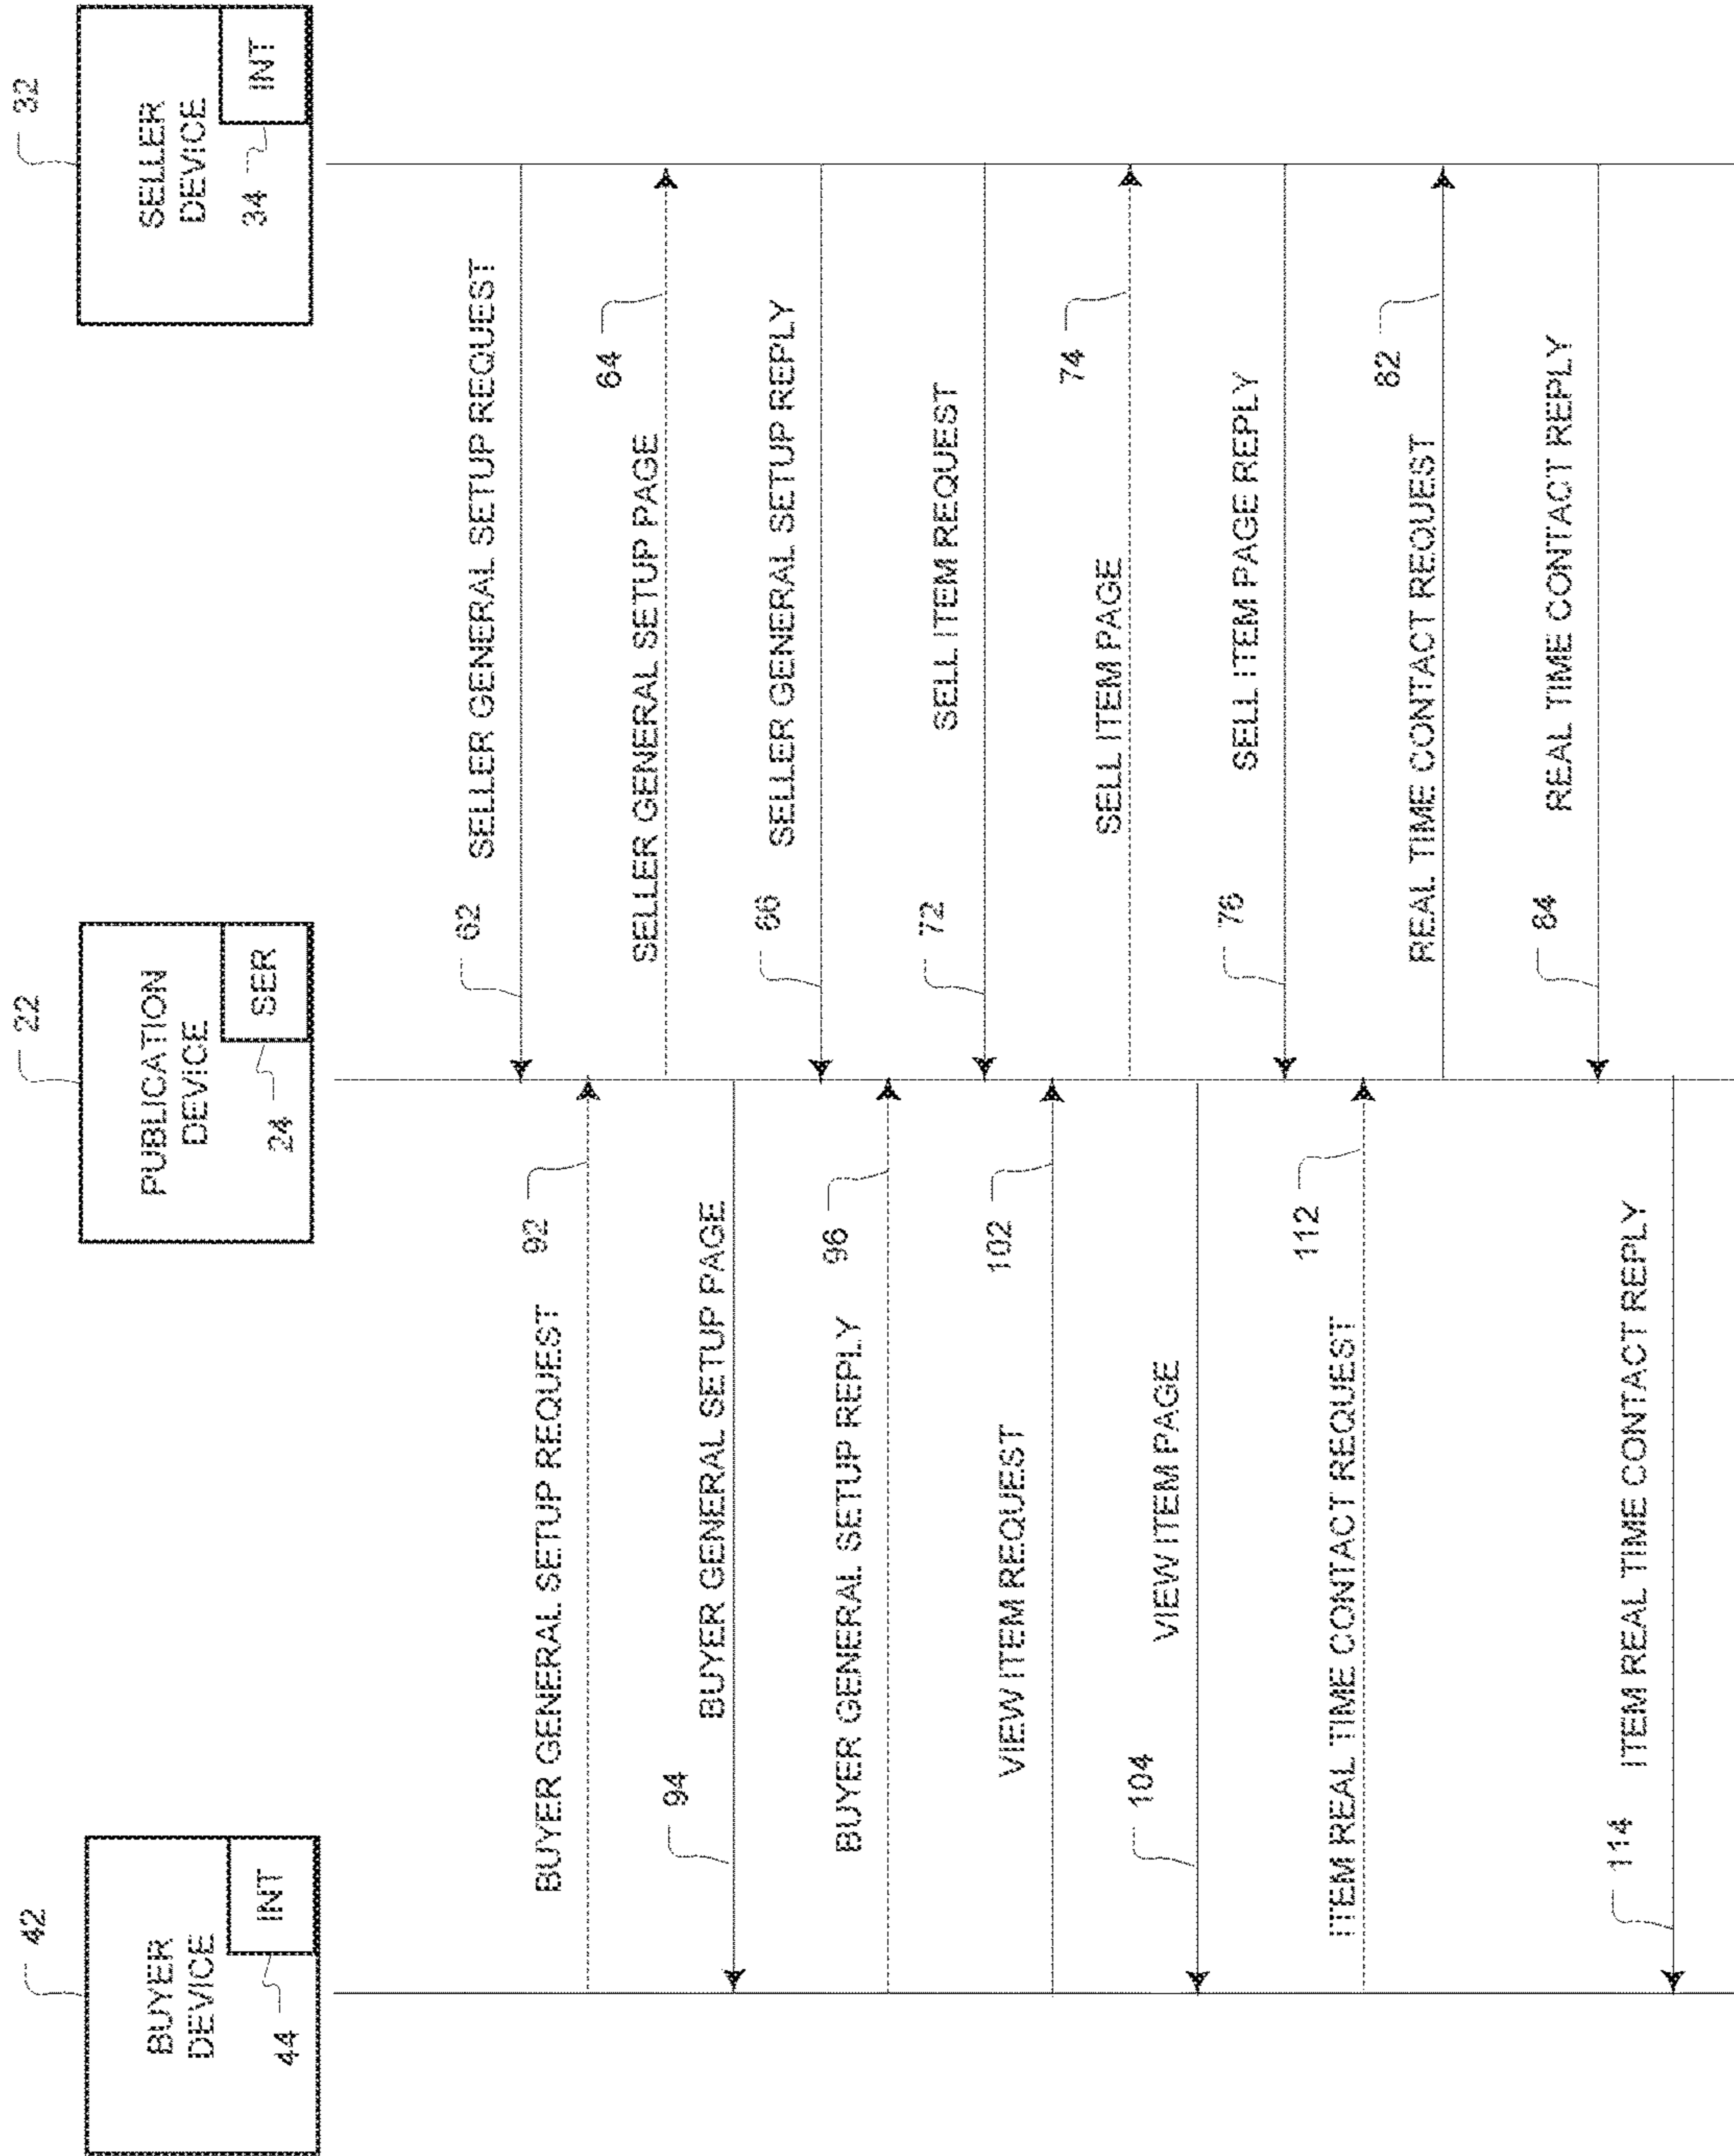 42
BUYER
DEVICE
INT
44
22
PUBLICATION
DEVICE
SER
24
32
SELLER
DEVICE
INT
34
62
SELLER GENERAL SETUP REQUEST
BUYER GENERAL SETUP REQUEST
92
SELLER GENERAL SETUP PAGE
64
94
BUYER GENERAL SETUP PAGE
66
SELLER GENERAL SETUP REPLY
BUYER GENERAL SETUP REPLY
96
72
SELL ITEM REQUEST
VIEW ITEM REQUEST
102
SELL ITEM PAGE
74
104
VIEW ITEM PAGE
76
SELL ITEM PAGE REPLY
ITEM REAL TIME CONTACT REQUEST
112
REAL TIME CONTACT REQUEST
82
84
REAL TIME CONTACT REPLY
114
ITEM REAL TIME CONTACT REPLY